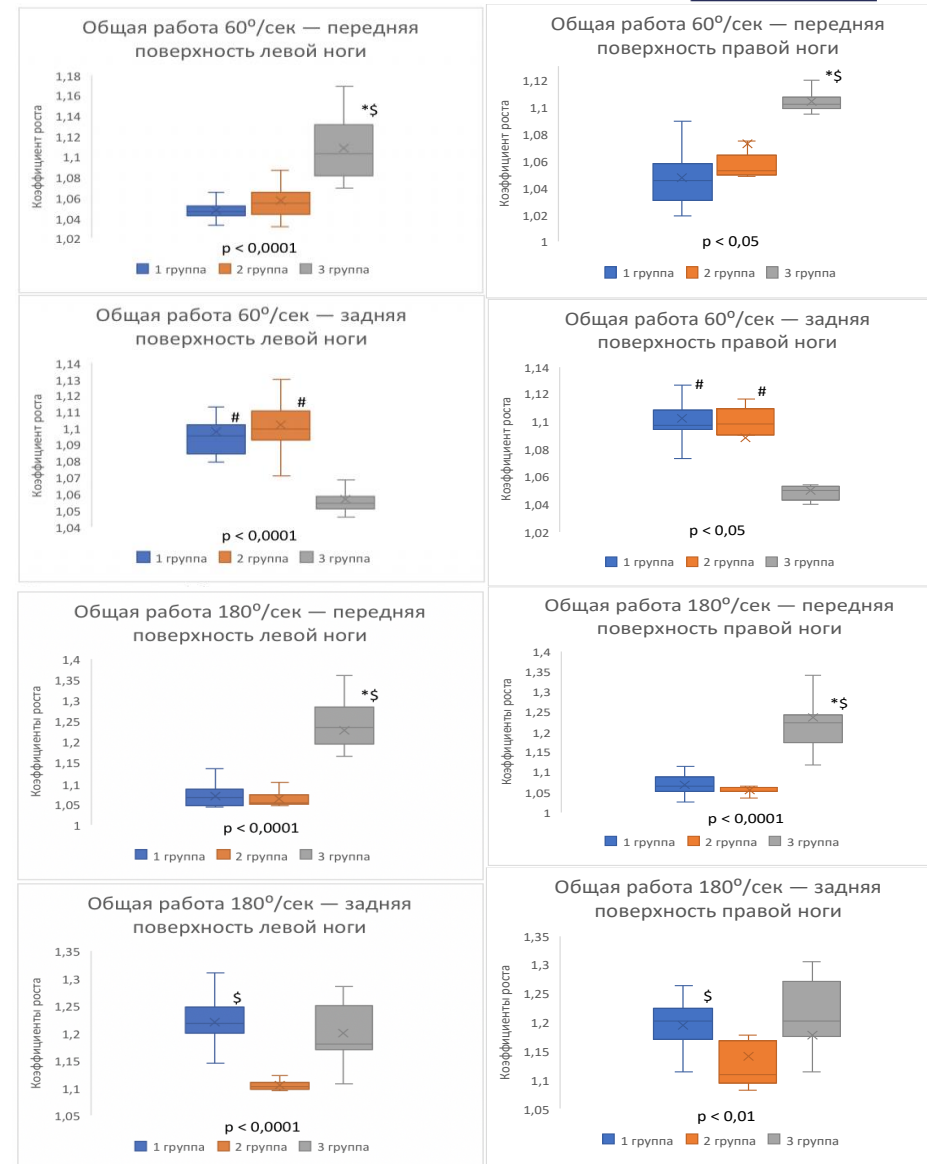 Общая работа 60⁰/сек — передняя
поверхность левой ноги
Коэффициент роста
1,18
1,16
1,14
1,12
1,1
1,08
1,06
1,04
1,02
*$
p < 0,0001
1 группа 2 группа 3 группа
Общая работа 60⁰/сек — передняя
поверхность правой ноги
Коэффициент роста
1,12
1,1
1,08
1,06
1,04
1,02
1
*$
p < 0,05
1 группа 2 группа 3 группа
Общая работа 60⁰/сек — задняя
поверхность левой ноги
Коэффициент роста
1,14
1,13
1,12
1,11
1,1
1,09
1,08
1,07
1,06
1,05
1,04
# #
p < 0,0001
1 группа 2 группа 3 группа
Общая работа 60⁰/сек — задняя
поверхность правой ноги
Коэффициент роста
1,14
1,12
1,1
1,08
1,06
1,04
1,02
# #
p < 0,05
1 группа 2 группа 3 группа
Общая работа 180⁰/сек — передняя
поверхность левой ноги
Коэффициенты роста
1,4
1,35
1,3
1,25
1,2
1,15
1,1
1,05
1
*$
p < 0,0001
1 группа 2 группа 3 группа
Общая работа 180⁰/сек — передняя
поверхность правой ноги
Коэффициенты роста
1,4
1,35
1,3
1,25
1,2
1,15
1,1
1,05
1
*$
p < 0,0001
1 группа 2 группа 3 группа
Общая работа 180⁰/сек — задняя
поверхность левой ноги
Коэффициенты роста
1,35
1,3
1,25
1,2
1,15
1,1
1,05
$
p < 0,0001
1 группа 2 группа 3 группа
Общая работа 180⁰/сек — задняя
поверхность правой ноги
Коэффициенты роста
1,35
1,3
1,25
1,2
1,15
1,1
1,05
$
p < 0,01
1 группа 2 группа 3 группа